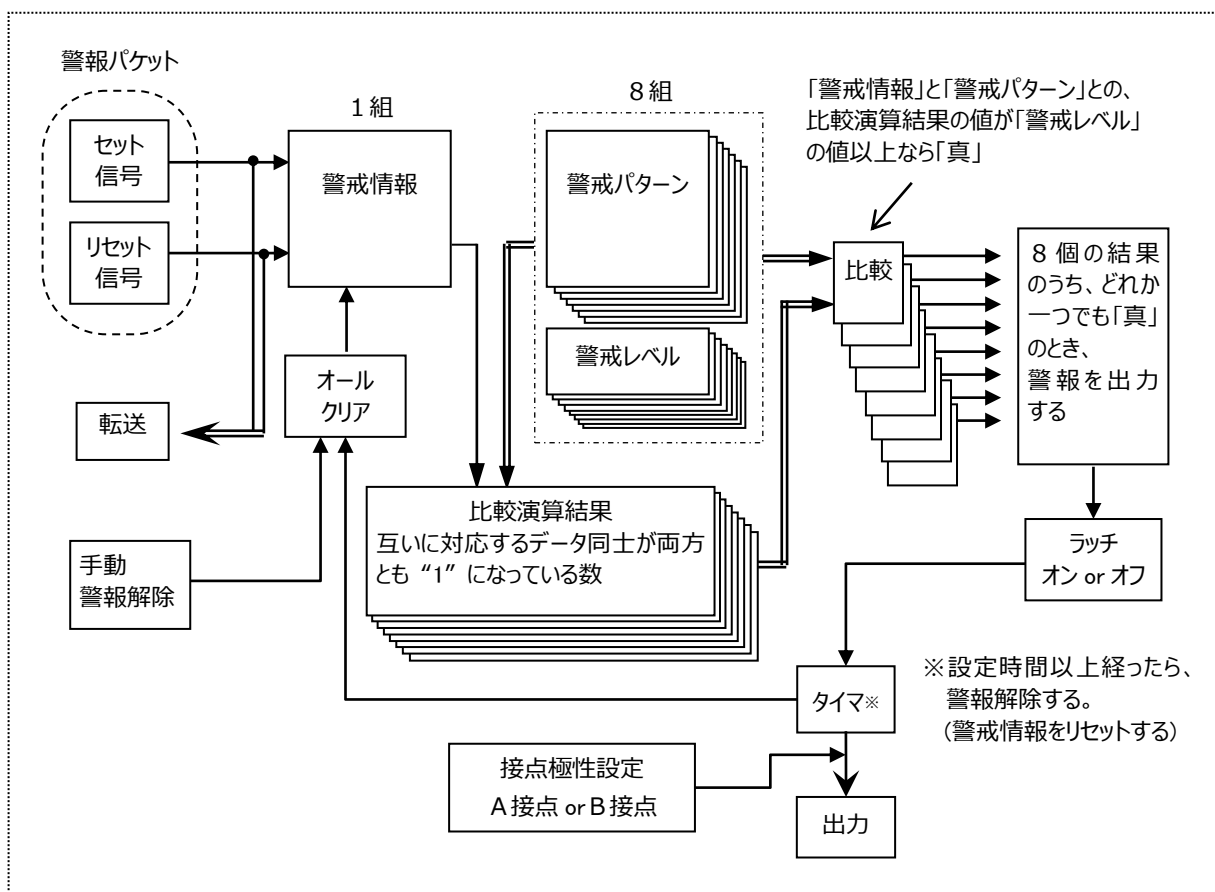 警報パケット
セット
信号
リセット
信号
転送
手動
警報解除
1組
警戒情報
オール
クリア
8組
警戒パターン
警戒レベル
「警戒情報」と「警戒パターン」との、
比較演算結果の値が「警戒レベル」
の値以上なら「真」
比較
8個の結果
のうち、どれか
一つでも「真」
のとき、
警報を出力
する
比較演算結果
互いに対応するデータ同士が両方
とも “1” になっている数
ラッチ
オン or オフ
タイマ※
※設定時間以上経ったら、
警報解除する。
(警戒情報をリセットする)
接点極性設定
A接点 or B接点
出力